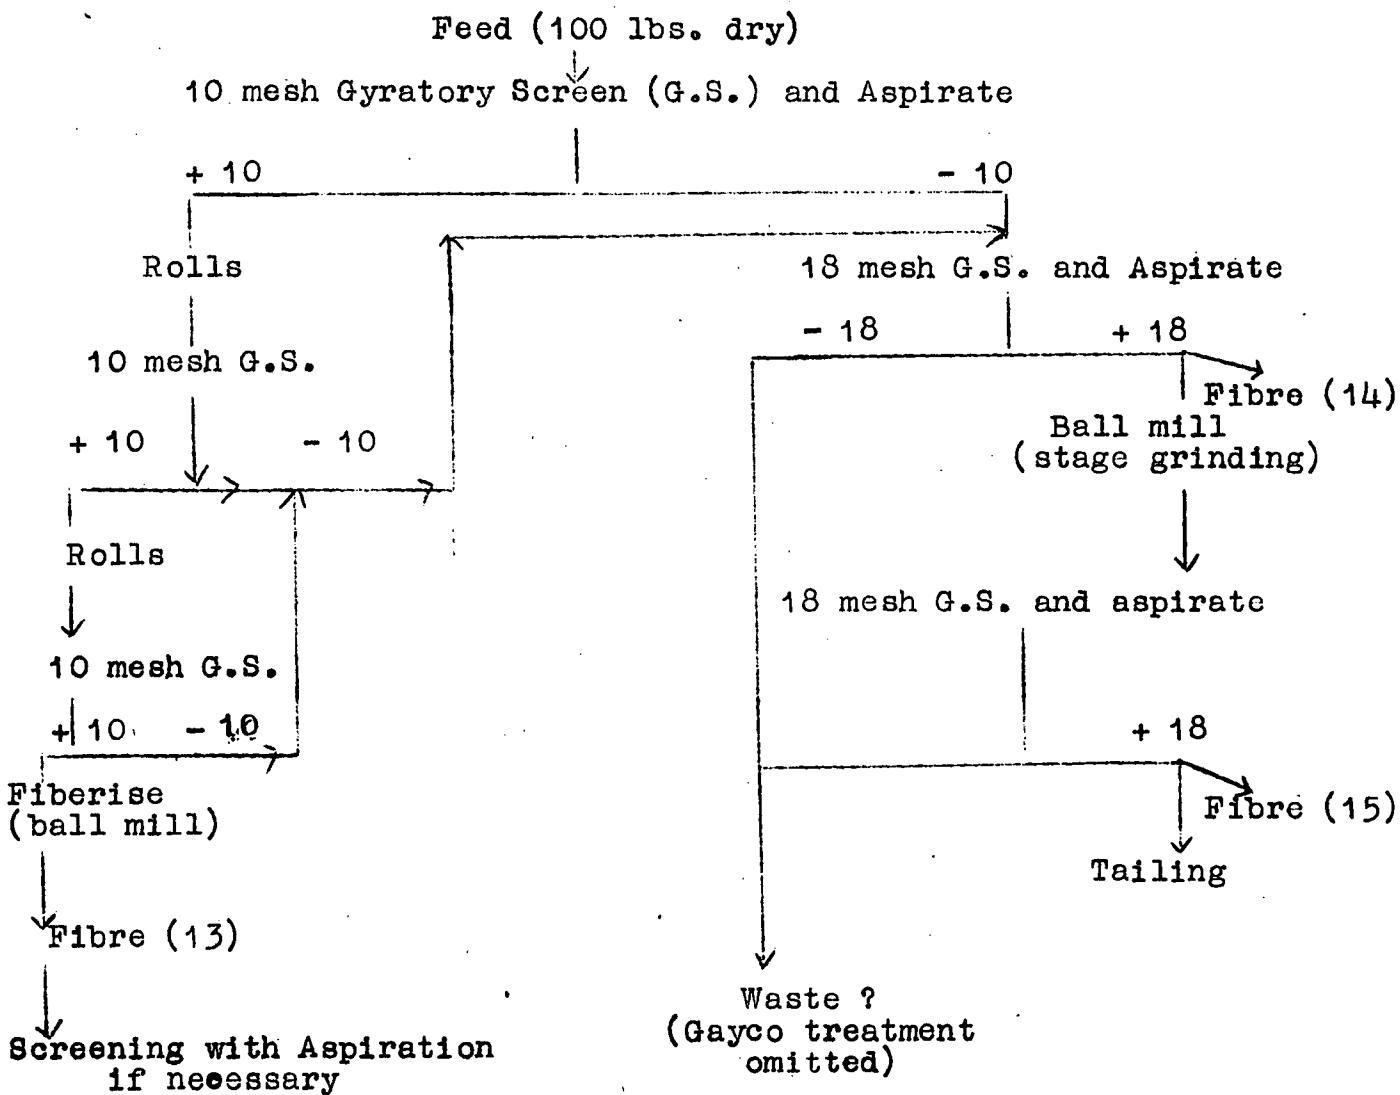 Feed (100 lbs. dry)
10 mesh Gyratory Screen (G.S.) and Aspirate
+ 10
- 10
Rolls
18 mesh G.S. and Aspirate
- 18
+ 18
10 mesh G.S.
Fibre (14)
+ 10
- 10
Ball mill
(stage grinding)
Rolls
18 mesh G.S. and aspirate
10 mesh G.S.
+ 10
- 10
+ 18
Fiberise
(ball mill)
Fibre (15)
Tailing
Fibre (13)
Waste ?
(Gayco treatment
omitted)
Screening with Aspiration
if necessary